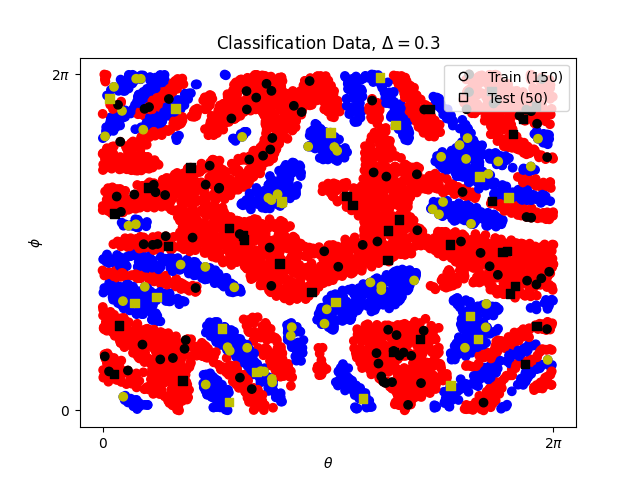 Classification Data, Δ = 0.3
Train (150)
Test (50)
2π
ϕ
0
0
2π
θ